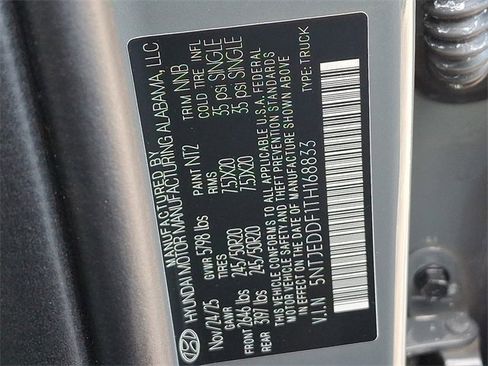 MANUFACTURED BY
HYUNDAI MOTOR MANUFACTURING ALABAMA, LLC
Nov/24/25 GVWR 5798 lbs PAINT NT2 TRIM NNB
GAWR TIRES RIMS COLD TIRE INFL
FRONT 2646 lbs 245/50R20 7.5JX20 35 psi SINGLE
REAR 3197 lbs 245/50R20 7.5JX20 35 psi SINGLE
THIS VEHICLE CONFORMS TO ALL APPLICABLE U.S.A. FEDERAL
MOTOR VEHICLE SAFETY AND THEFT PREVENTION STANDARDS
IN EFFECT ON THE DATE OF MANUFACTURE SHOWN ABOVE
V.I.N 5NTJEDDF1TH168833 TYPE:TRUCK